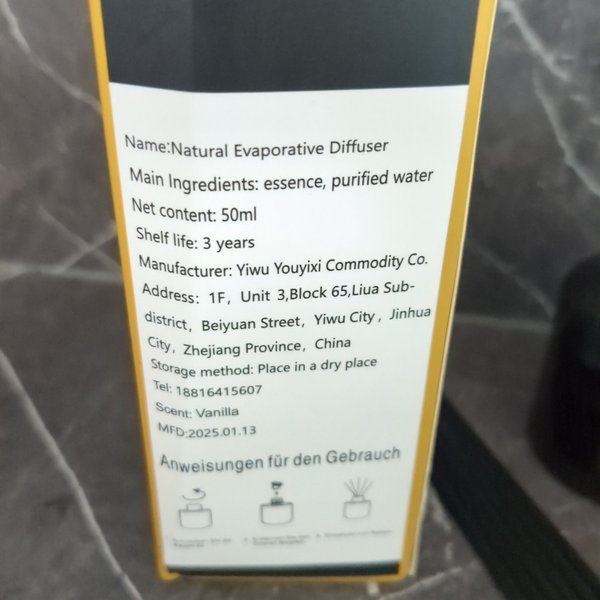 Name:Natural Evaporative Diffuser
Main Ingredients: essence, purified water
Net content: 50ml
Shelf life: 3 years
Manufacturer: Yiwu Youyixi Commodity Co.
Address: 1F, Unit 3,Block 65,Liua Sub-
district, Beiyuan Street, Yiwu City, Jinhua
City, Zhejiang Province, China
Storage method: Place in a dry place
Tel: 18816415607
Scent: Vanilla
MFD:2025.01.13
Anweisungen für den Gebrauch